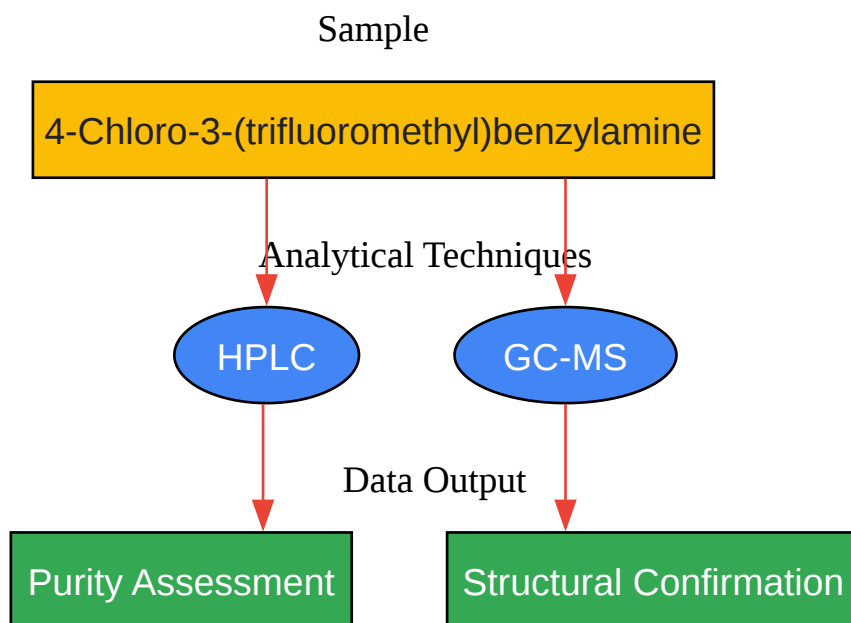 Sample
4-Chloro-3-(trifluoromethyl)benzylamine
Analytical Techniques
HPLC
GC-MS
Data Output
Purity Assessment
Structural Confirmation